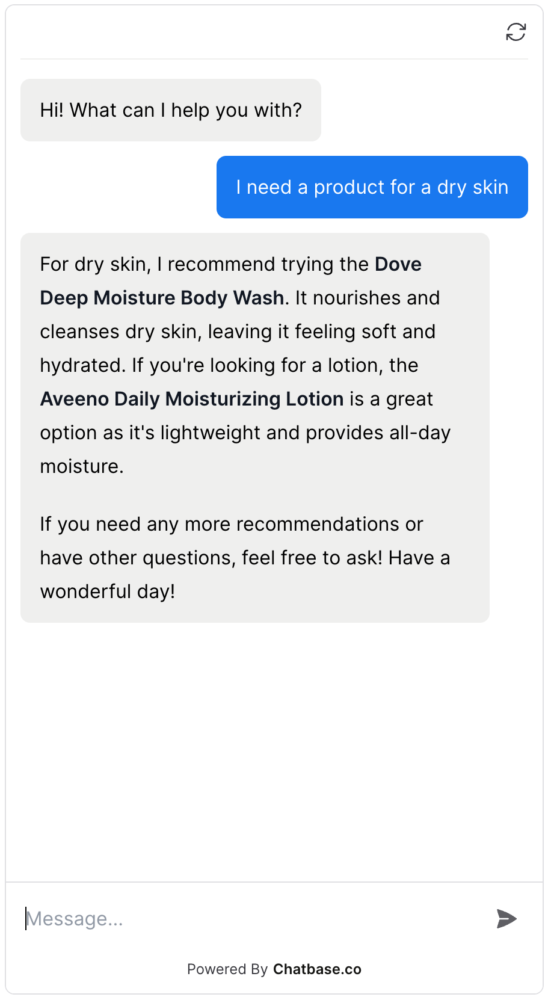 Hi! What can I help you with?
I need a product for a dry skin
For dry skin, I recommend trying the Dove
Deep Moisture Body Wash. It nourishes and
cleanses dry skin, leaving it feeling soft and
hydrated. If you're looking for a lotion, the
Aveeno Daily Moisturizing Lotion is a great
option as it's lightweight and provides all-day
moisture.
If you need any more recommendations or
have other questions, feel free to ask! Have a
wonderful day!
Message...
Powered By Chatbase.co